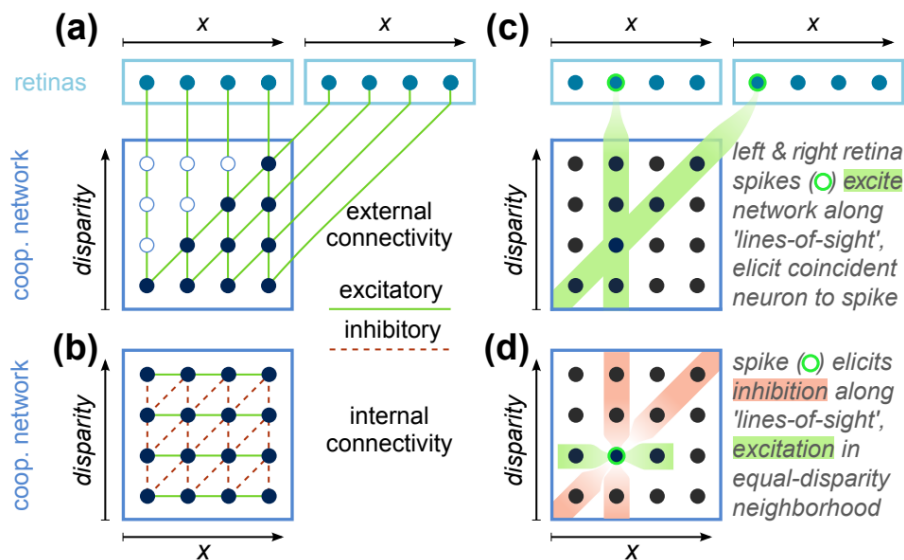 (a)
x
x
(c)
x
x
retinas
coop. network
disparity
external
connectivity
excitatory
inhibitory
disparity
left & right retina
spikes ( ) excite
network along
'lines-of-sight',
elicit coincident
neuron to spike
(b)
coop. network
disparity
internal
connectivity
x
(d)
disparity
x
spike ( ) elicits
inhibition along
'lines-of-sight',
excitation in
equal-disparity
neighborhood